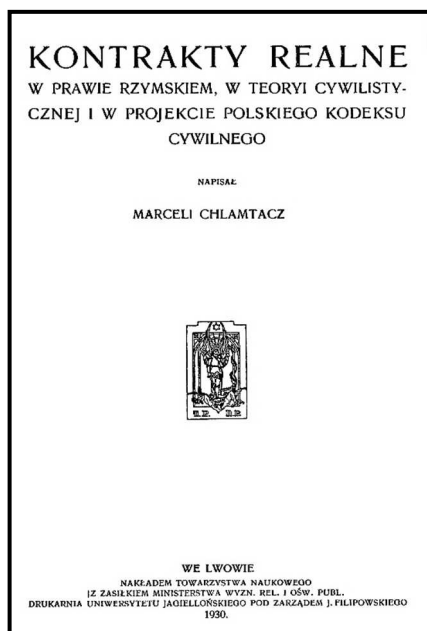 KONTRAKTY REALNE
W PRAWIE RZYMSKIEM, W TEORYI CYWILISTY-
CZNEJ I W PROJEKCIE POLSKIEGO KODEKSU
CYWILNEGO
NAPISAŁ
MARCELI CHLAMTACZ
WE LWOWIE
NAKŁADEM TOWARZYSTWA NAUKOWEGO
[Z ZASIŁKIEM MINISTERSTWA WYZN. REL. I OŚW. PUBL.
DRUKARNIA UNIWERSYTETU JAGIELLOŃSKIEGO POD ZARZĄDEM J. FILIPOWSKIEGO
1930.